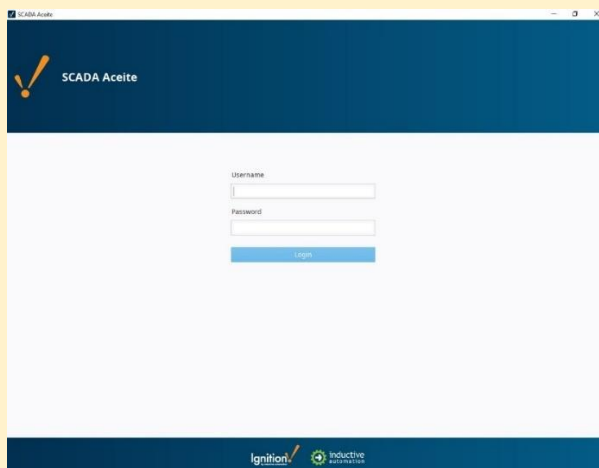 SCADA Aceite
SCADA Aceite
Username
Password
Login
Ignition!
inductive
automation